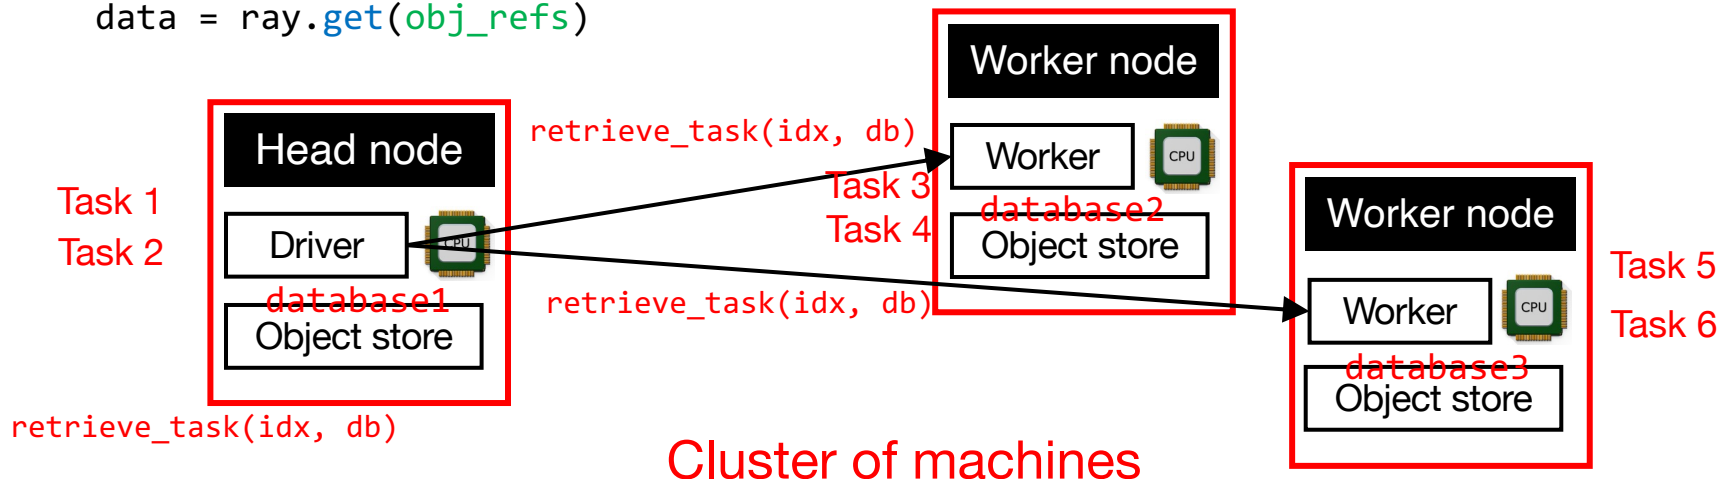 data = ray.get(obj_refs)
Head node
Task 1
Task 2
Driver
CPU
database1
Object store
retrieve_task(idx, db)
retrieve_task(idx, db)
retrieve_task(idx, db)
Worker node
Worker
CPU
Task 3
Task 4
database2
Object store
Worker node
Worker
CPU
Task 5
Task 6
database3
Object store
Cluster of machines